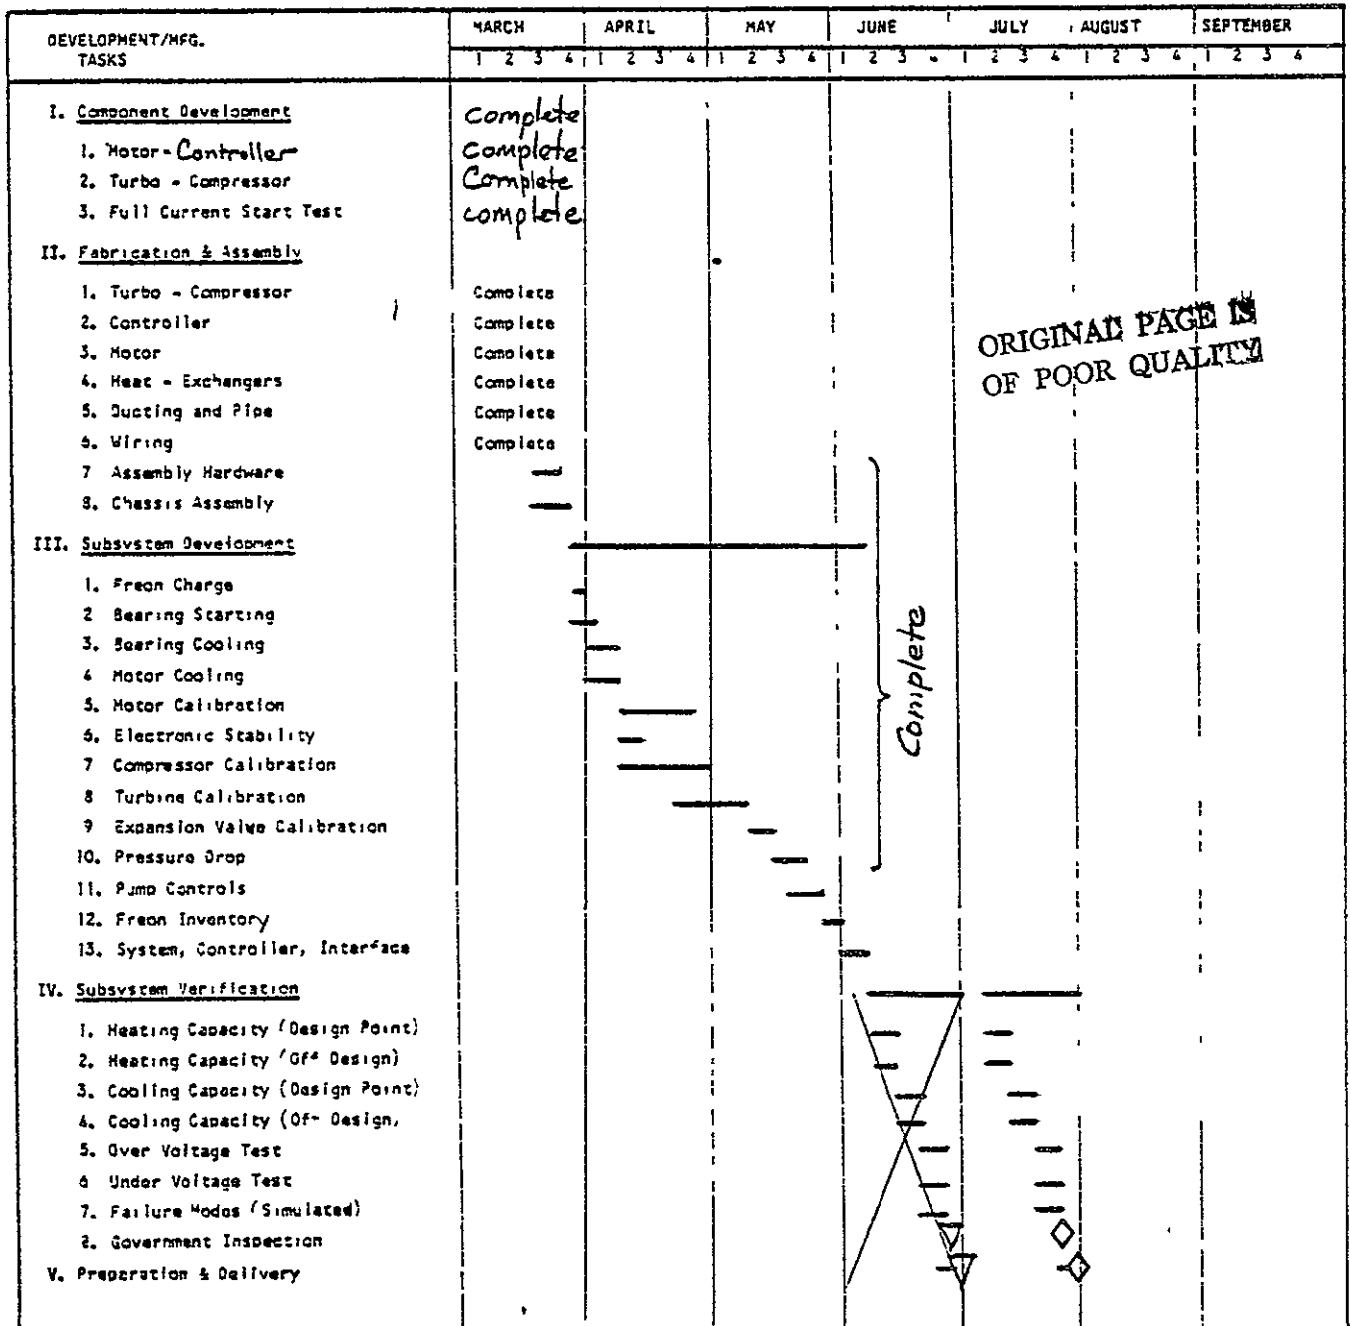 DEVELOPMENT/MFG.
TASKS
MARCH APRIL MAY JUNE JULY AUGUST SEPTEMBER
1 2 3 4 1 2 3 4 1 2 3 4 1 2 3 4 1 2 3 4 1 2 3 4 1 2 3 4
I. Component Development Complete
1. Motor - Controller Complete
2. Turbo - Compressor Complete
3. Full Current Start Test complete
II. Fabrication & Assembly
1. Turbo - Compressor Complete
2. Controller Complete
3. Motor Complete
4. Heat - Exchangers Complete
5. Ducting and Pipe Complete
6. Wiring Complete
7 Assembly Hardware
8. Chassis Assembly
ORIGINAL PAGE IS
OF POOR QUALITY
III. Subsystem Development
1. Freon Charge
2 Bearing Starting
3. Bearing Cooling
4 Motor Cooling
5. Motor Calibration
6. Electronic Stability
7 Compressor Calibration
8 Turbine Calibration
9 Expansion Valve Calibration
10. Pressure Drop
Complete
11. Pump Controls
12. Freon Inventory
13. System, Controller, Interface
IV. Subsystem Verification
1. Heating Capacity (Design Point)
2. Heating Capacity (Off Design)
3. Cooling Capacity (Design Point)
4. Cooling Capacity (Off Design,
5. Over Voltage Test
6 Under Voltage Test
7. Failure Modes (Simulated)
8. Government Inspection
V. Preparation & Delivery